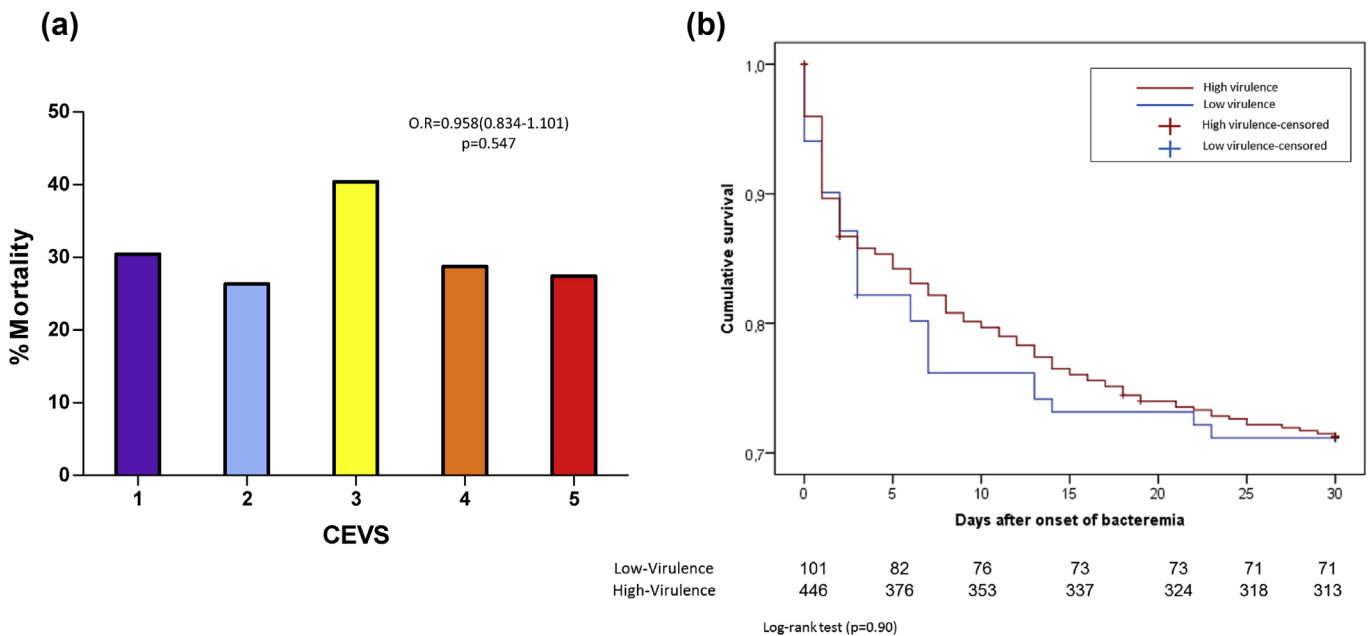 (a)
50
40
30
20
10
0
% Mortality
O.R=0.958(0.834-1.101)
p=0.547
1 2 3 4 5
CEVS
(b)
1,0
0,9
0,8
0,7
Cumulative survival
High virulence
Low virulence
High virulence-censored
Low virulence-censored
0 5 10 15 20 25 30
Days after onset of bacteremia
Low-Virulence 101 82 76 73 73 71 71
High-Virulence 446 376 353 337 324 318 313
Log-rank test (p=0.90)